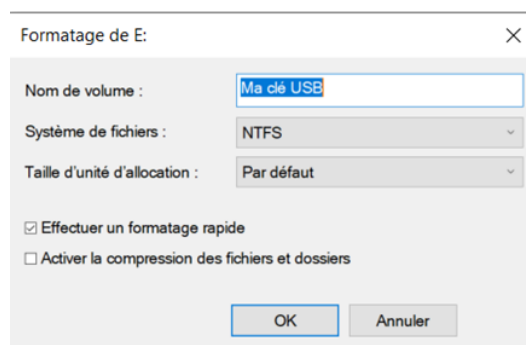 Formatage de E:
Nom de volume : Ma clé USB
Système de fichiers : NTFS
Taille d'unité d'allocation : Par défaut
Effectuer un formatage rapide
Activer la compression des fichiers et dossiers
OK Annuler